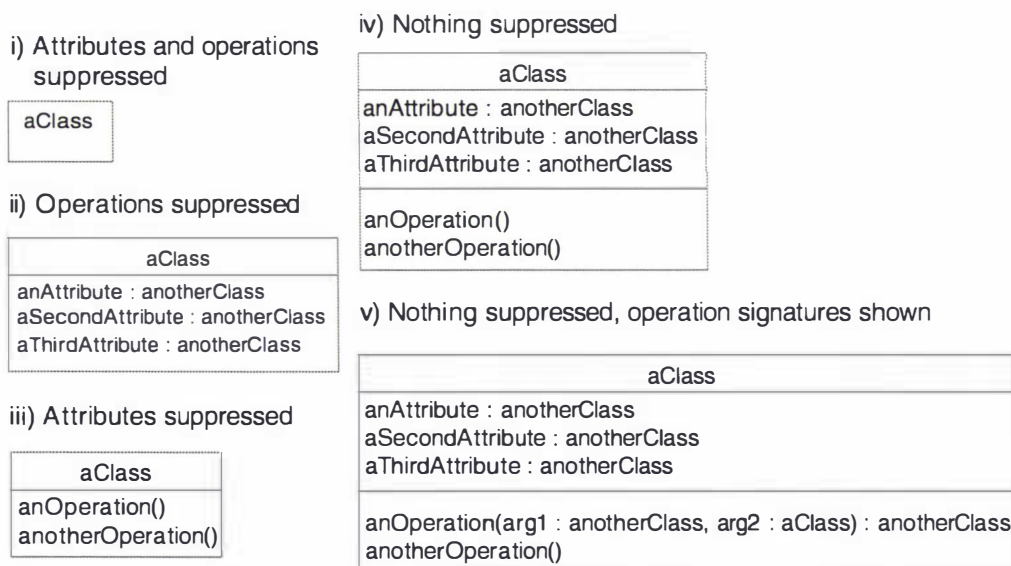 i) Attributes and operations
suppressed
aClass
ii) Operations suppressed
aClass
anAttribute : anotherClass
aSecondAttribute : anotherClass
aThirdAttribute : anotherClass
iii) Attributes suppressed
aClass
anOperation()
anotherOperation()
iv) Nothing suppressed
aClass
anAttribute : anotherClass
aSecondAttribute : anotherClass
aThirdAttribute : anotherClass
anOperation()
anotherOperation()
v) Nothing suppressed, operation signatures shown
aClass
anAttribute : anotherClass
aSecondAttribute : anotherClass
aThirdAttribute : anotherClass
anOperation(arg1 : anotherClass, arg2 : aClass) : anotherClass
anotherOperation()